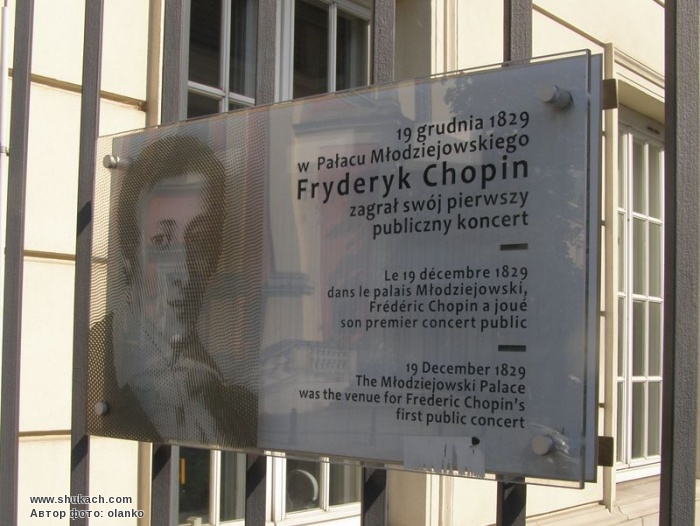 19 grudnia 1829
w Pałacu Młodziejowskiego
Fryderyk Chopin
zagrał swój pierwszy
publiczny koncert
Le 19 décembre 1829
dans le palais Młodziejowski,
Frédéric Chopin a joué
son premier concert public
19 December 1829
The Młodziejowski Palace
was the venue for Frederic Chopin's
first public concert
www.shukach.com
Автор фото: olanko